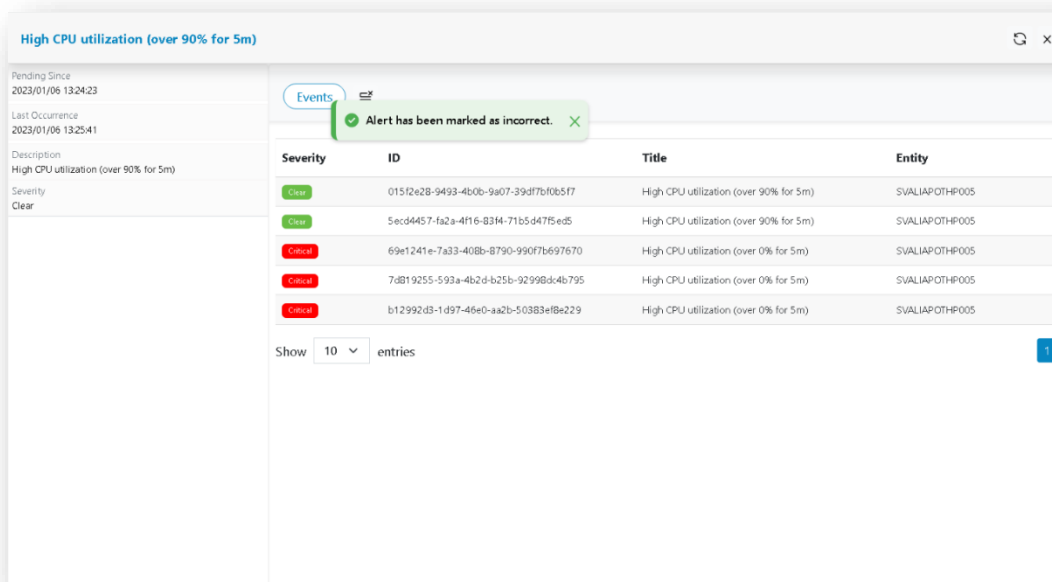 High CPU utilization (over 90% for 5m)
Pending Since
2023/01/06 13:24:23
Last Occurrence
2023/01/06 13:25:41
Description
High CPU utilization (over 90% for 5m)
Severity
Clear
Events
Alert has been marked as incorrect.
Severity ID Title Entity
Clear 015f2e28-9493-4b0b-9a07-39df7bf0b5f7 High CPU utilization (over 90% for 5m) SVALIAPOTHP005
Clear 5ecd4457-fa2a-4f16-83f4-71b5d47f5ed5 High CPU utilization (over 90% for 5m) SVALIAPOTHP005
Critical 69e1241e-7a33-408b-8790-990f7b697670 High CPU utilization (over 0% for 5m) SVALIAPOTHP005
Critical 7d819255-593a-4b2d-b25b-92998dc4b795 High CPU utilization (over 0% for 5m) SVALIAPOTHP005
Critical b12992d3-1d97-46e0-aa2b-50383ef8e229 High CPU utilization (over 0% for 5m) SVALIAPOTHP005
Show 10 entries
1